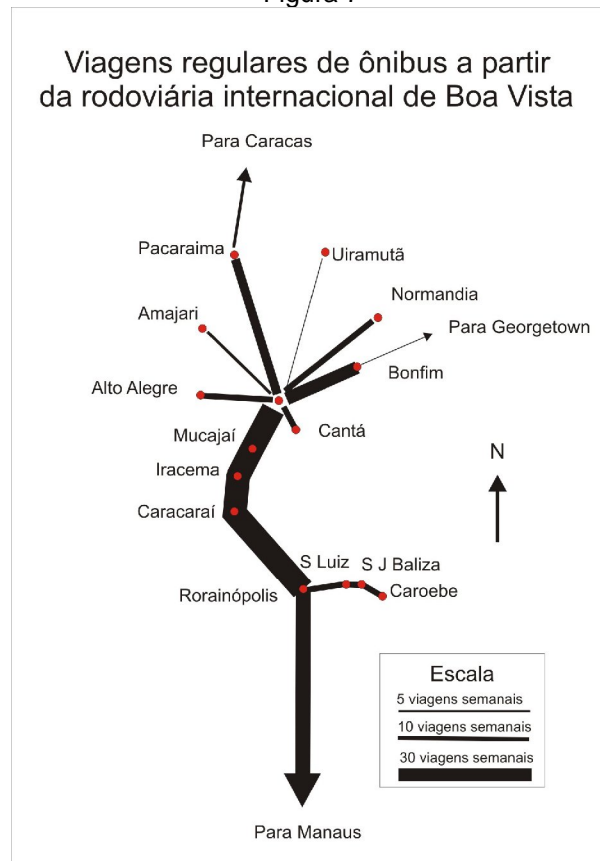 Figura 1
Viagens regulares de ônibus a partir
da rodoviária internacional de Boa Vista
Para Caracas
Pacaraima
Uiramutã
Normandia
Amajari
Para Georgetown
Bonfim
Alto Alegre
Cantá
Mucajaí
N
Iracema
Caracaraí
S Luiz
S J Baliza
Rorainópolis
Caroebe
Escala
5 viagens semanais
10 viagens semanais
30 viagens semanais
Para Manaus